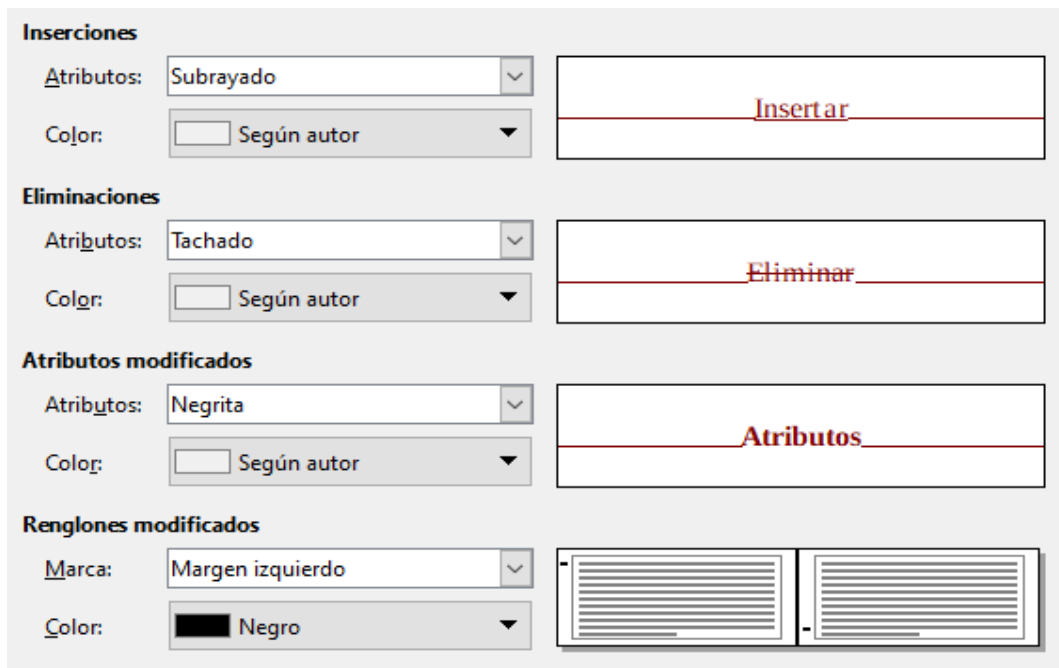 Inserciones
Atributos: Subrayado
Insertar
Color: Según autor
Eliminaciones
Atributos: Tachado
Eliminar
Color: Según autor
Atributos modificados
Atributos: Negrita
Atributos
Color: Según autor
Renglones modificados
Marca: Margen izquierdo
Color: Negro